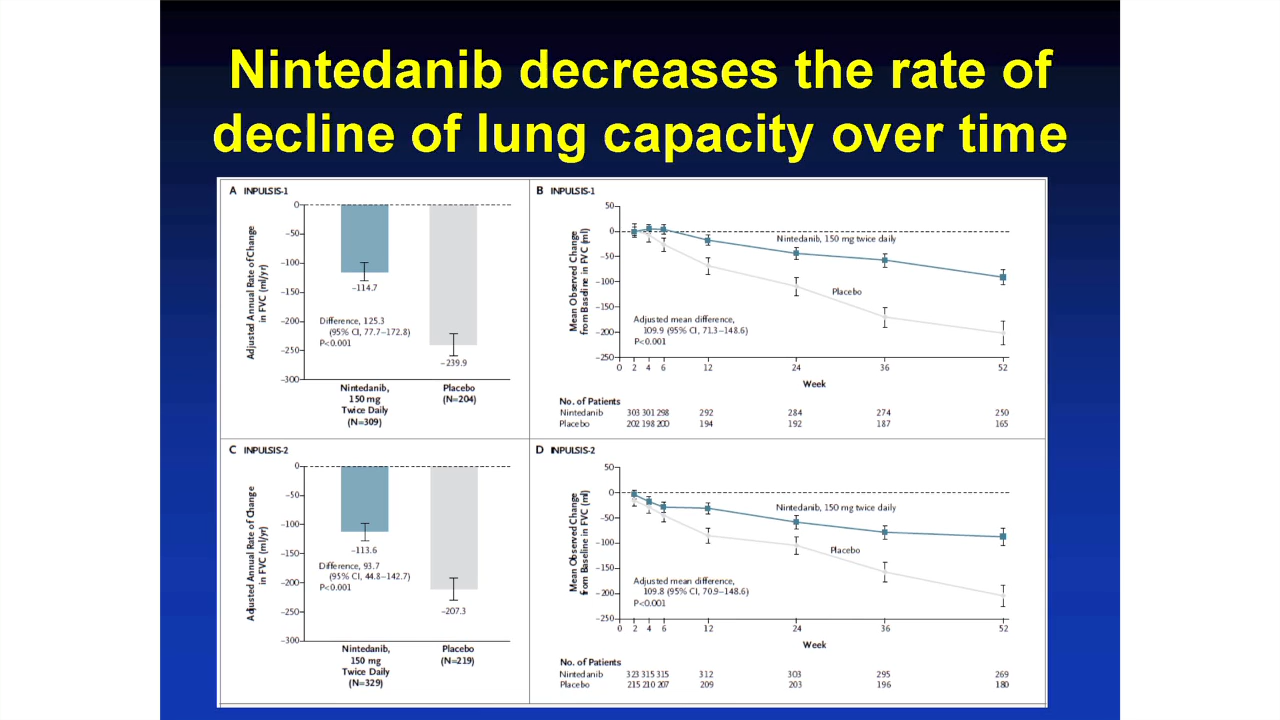 Nintedanib decreases the rate of
decline of lung capacity over time
A INPULSIS-1
Adjusted Annual Rate of Change
in FVC (ml/yr)
0
−50
−100
−150
−200
−250
−300
−114.7
−239.9
Difference, 125.3
(95% CI, 77.7–172.8)
P<0.001
Nintedanib,
150 mg
Twice Daily
(N=309)
Placebo
(N=204)
B INPULSIS-1
Mean Observed Change
from Baseline in FVC (ml)
50
0
−50
−100
−150
−200
−250
Nintedanib, 150 mg twice daily
Placebo
Adjusted mean difference,
109.9 (95% CI, 71.3–148.6)
P<0.001
0 2 4 6 12 24 36 52
Week
No. of Patients
Nintedanib 303 301 298 292 284 274 250
Placebo 202 198 200 194 192 187 165
C INPULSIS-2
Adjusted Annual Rate of Change
in FVC (ml/yr)
0
−50
−100
−150
−200
−250
−300
−113.6
−207.3
Difference, 93.7
(95% CI, 44.8–142.7)
P<0.001
Nintedanib,
150 mg
Twice Daily
(N=329)
Placebo
(N=219)
D INPULSIS-2
Mean Observed Change
from Baseline in FVC (ml)
50
0
−50
−100
−150
−200
−250
Nintedanib, 150 mg twice daily
Placebo
Adjusted mean difference,
109.8 (95% CI, 70.9–148.6)
P<0.001
0 2 4 6 12 24 36 52
Week
No. of Patients
Nintedanib 323 315 315 312 303 295 269
Placebo 215 210 207 209 203 196 180